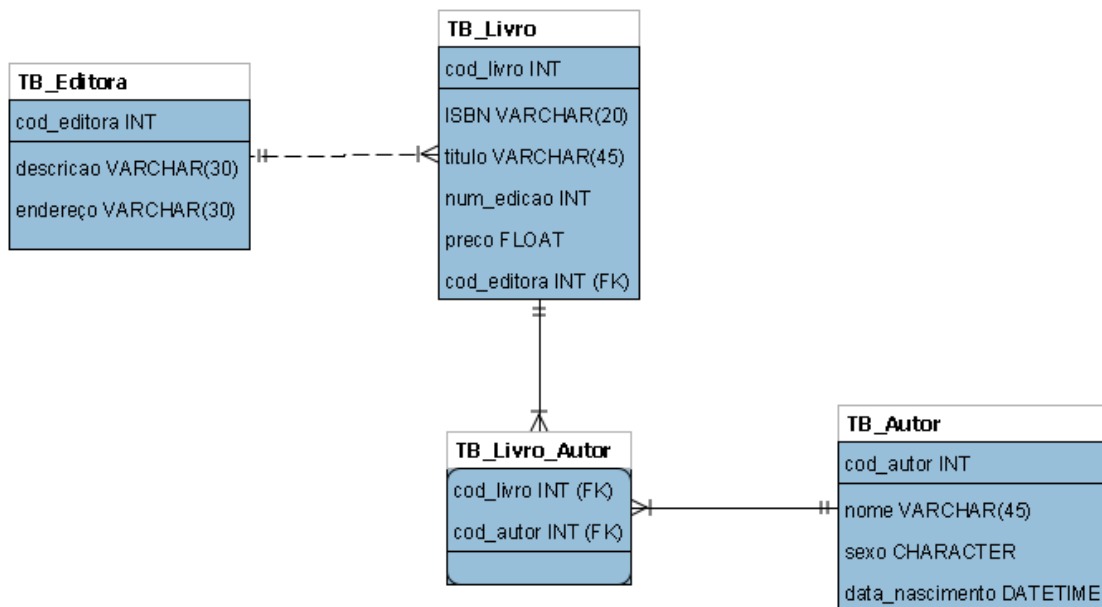 TB_Editora
cod_editora INT
descricao VARCHAR(30)
endereço VARCHAR(30)
TB_Livro
cod_livro INT
ISBN VARCHAR(20)
titulo VARCHAR(45)
num_edicao INT
preco FLOAT
cod_editora INT (FK)
TB_Livro_Autor
cod_livro INT (FK)
cod_autor INT (FK)
TB_Autor
cod_autor INT
nome VARCHAR(45)
sexo CHARACTER
data_nascimento DATETIME